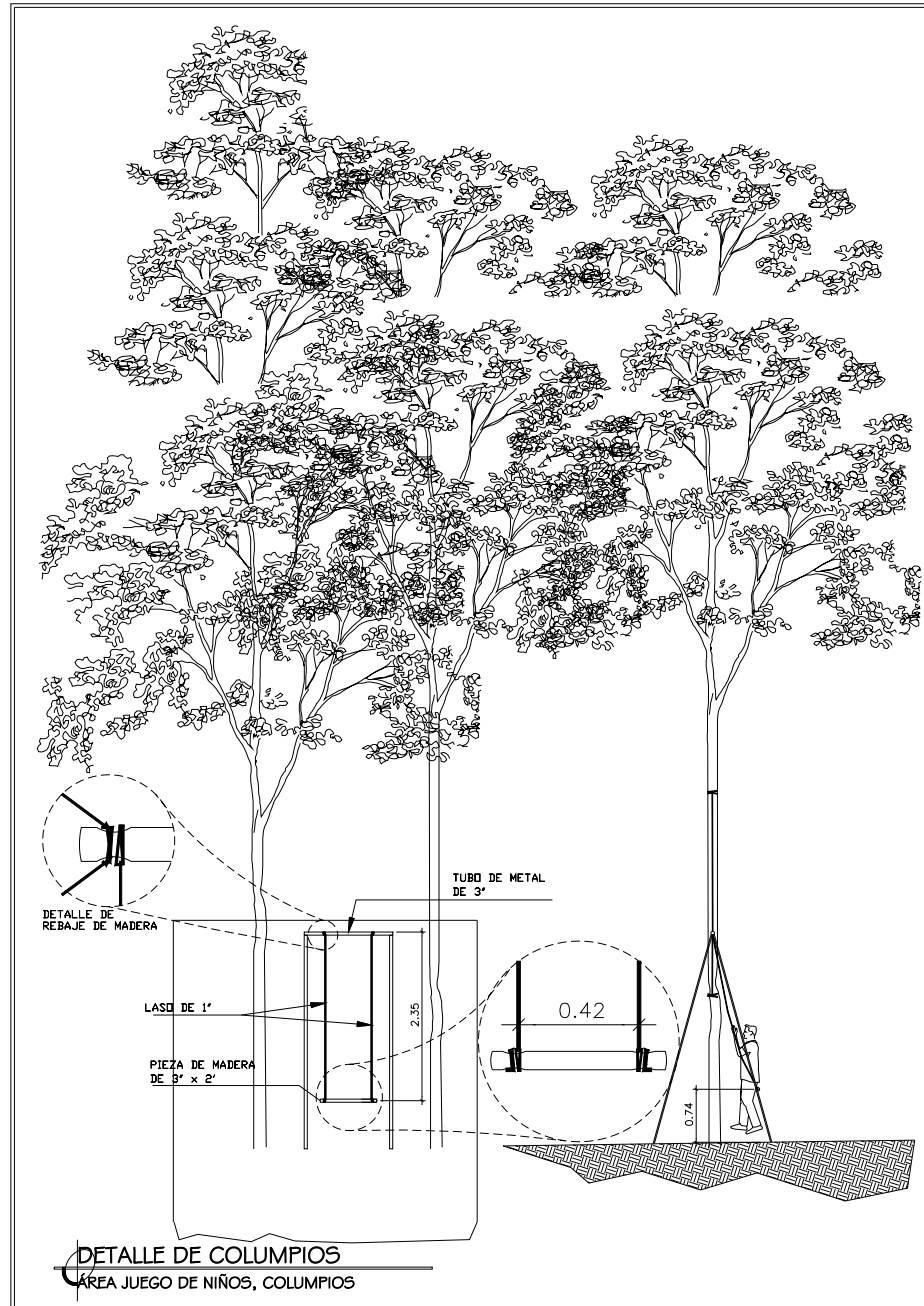 TUBO DE METAL
DE 3"
DETALLE DE
REBAJE DE MADERA
LASO DE 1"
2.35
0.42
PIEZA DE MADERA
DE 3" x 2'
0.74
DETALLE DE COLUMPIOS
ÁREA JUEGO DE NIÑOS, COLUMPIOS